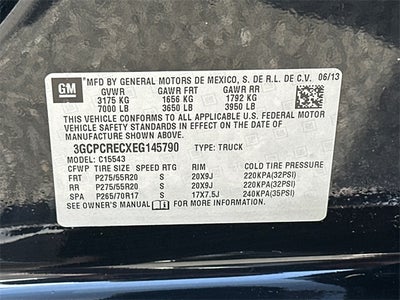 GM
*MFD BY GENERAL MOTORS DE MEXICO, S. DE R.L. DE C.V. 06/13
GVWR GAWR FRT GAWR RR
3175 KG 1656 KG 1792 KG
7000 LB 3650 LB 3950 LB
THIS VEHICLE CONFORMS TO ALL APPLICABLE U.S. FEDERAL MOTOR
VEHICLE SAFETY STANDARDS IN EFFECT ON THE DATE OF
MANUFACTURE SHOWN ABOVE.
3GCPCRECXEG145790 TYPE: TRUCK
MODEL: C15543
CFWP TIRE SIZE SPEED RTG RIM COLD TIRE PRESSURE
FRT P275/55R20 S 20X9J 220KPA(32PSI)
RR P275/55R20 S 20X9J 220KPA(32PSI)
SPA P265/70R17 S 17X7.5J 240KPA(35PSI)
SEE OWNER'S MANUAL FOR MORE INFORMATION.